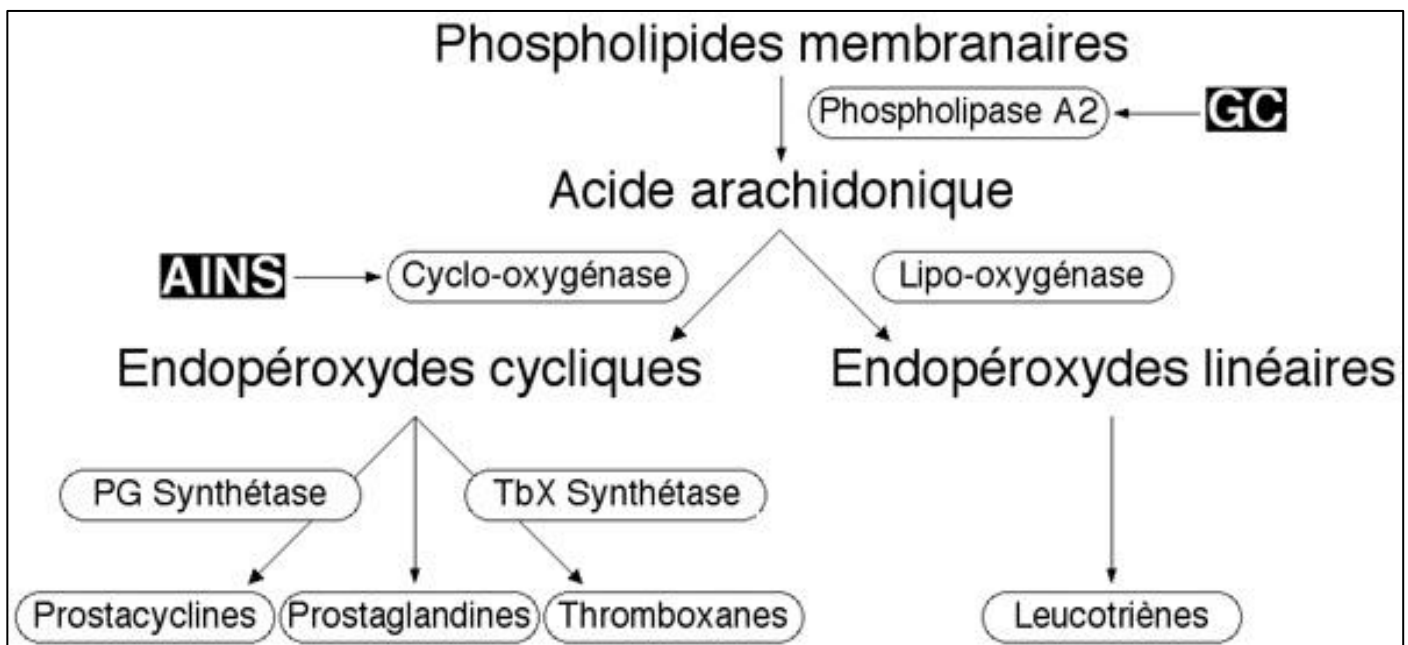 Phospholipides membranaires
Phospholipase A2
GC
Acide arachidonique
AINS
Cyclo-oxygénase
Lipo-oxygénase
Endopéroxydes cycliques
Endopéroxydes linéaires
PG Synthétase
TbX Synthétase
Prostacyclines
Prostaglandines
Thromboxanes
Leucotriènes